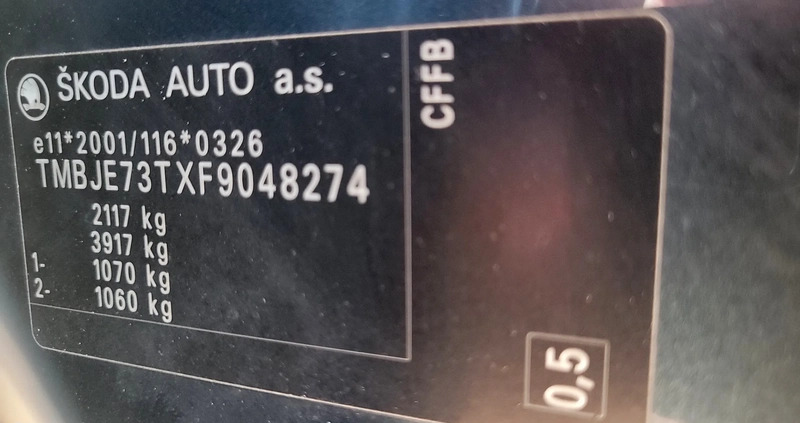 ŠKODA AUTO a.s.
e11*2001/116*0326
TMBJE73TXF9048274
2117 kg
3917 kg
1- 1070 kg
2- 1060 kg
CFFB
0,5